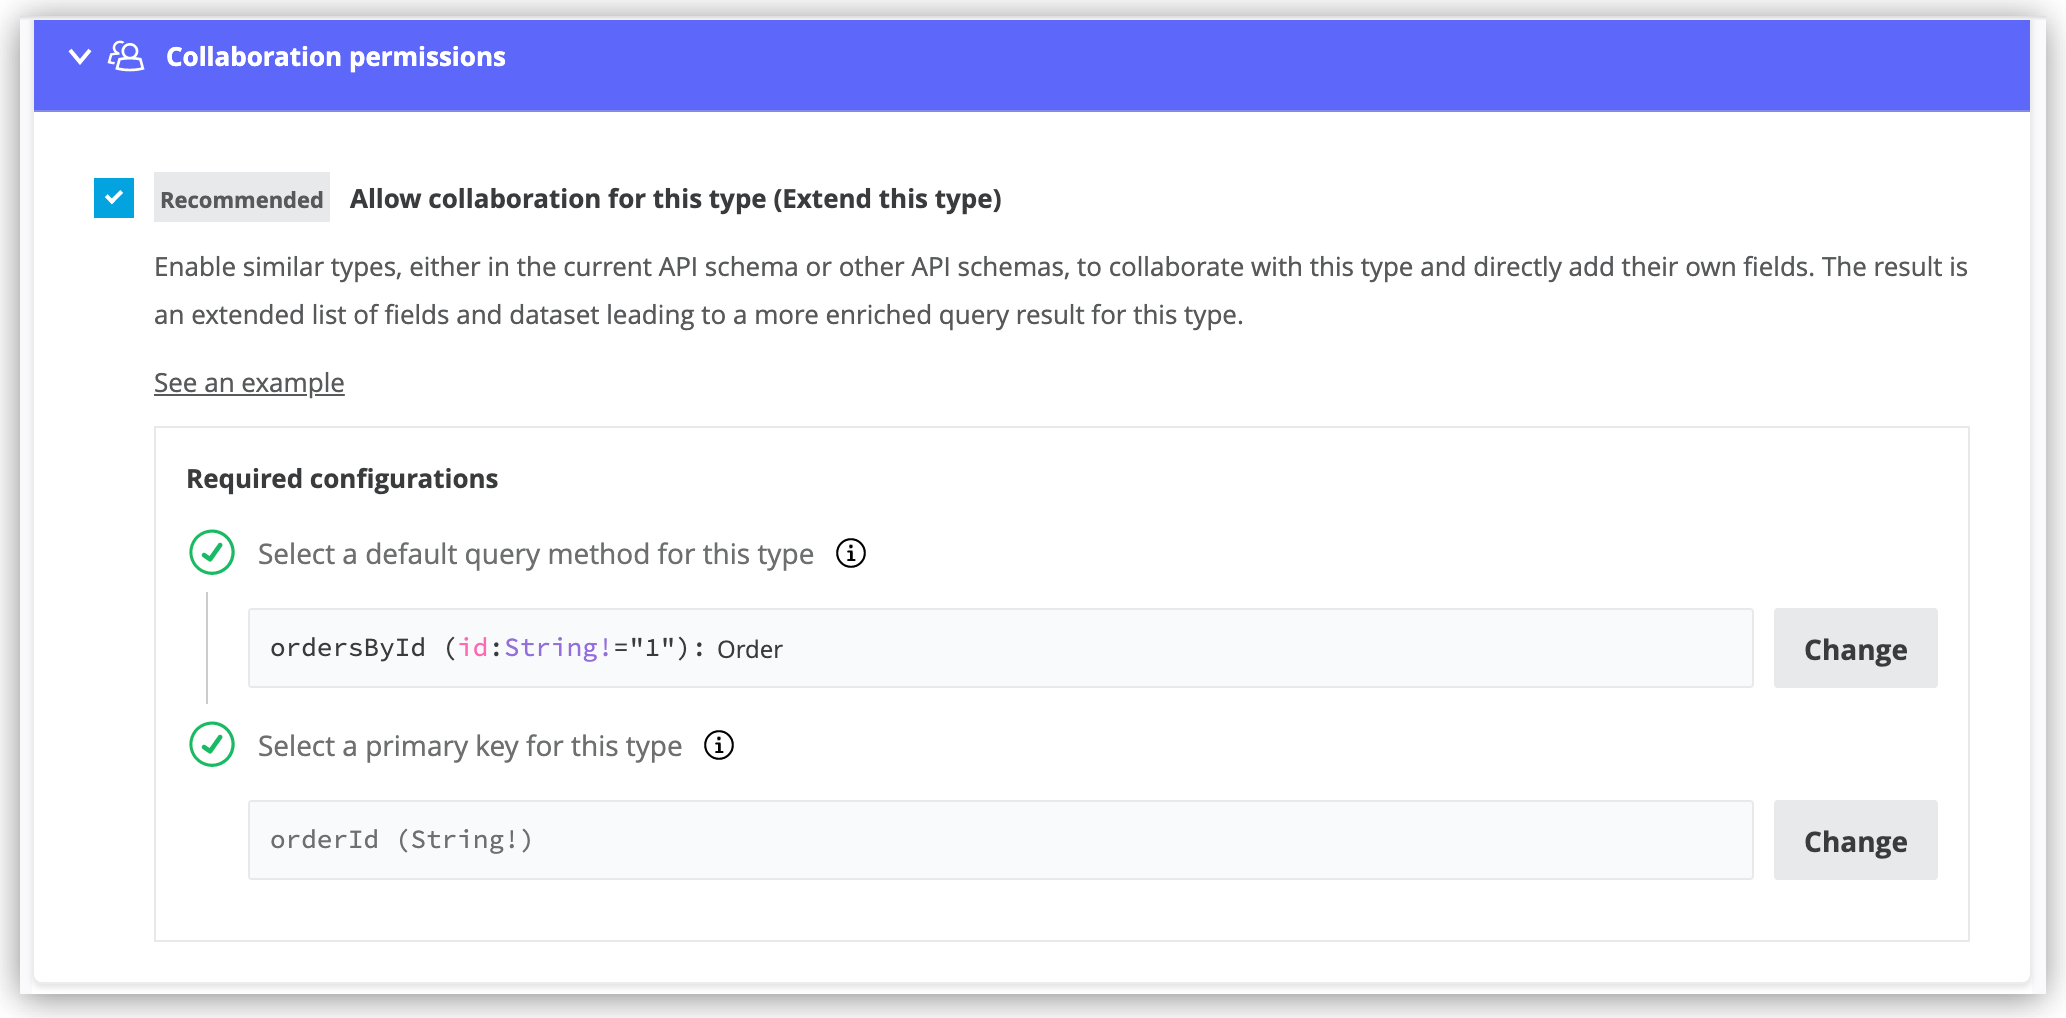 Collaboration permissions
Recommended Allow collaboration for this type (Extend this type)
Enable similar types, either in the current API schema or other API schemas, to collaborate with this type and directly add their own fields. The result is
an extended list of fields and dataset leading to a more enriched query result for this type.
See an example
Required configurations
Select a default query method for this type
ordersById (id:String!="1"): Order
Change
Select a primary key for this type
orderId (String!)
Change